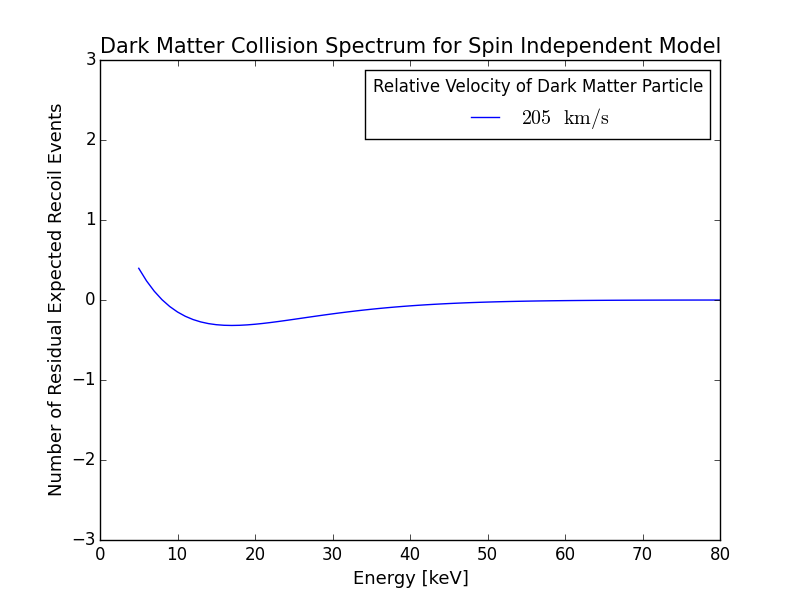 Dark Matter Collision Spectrum for Spin Independent Model
Relative Velocity of Dark Matter Particle
205 km/s
3
2
1
0
−1
−2
−3
Number of Residual Expected Recoil Events
0 10 20 30 40 50 60 70 80
Energy [keV]